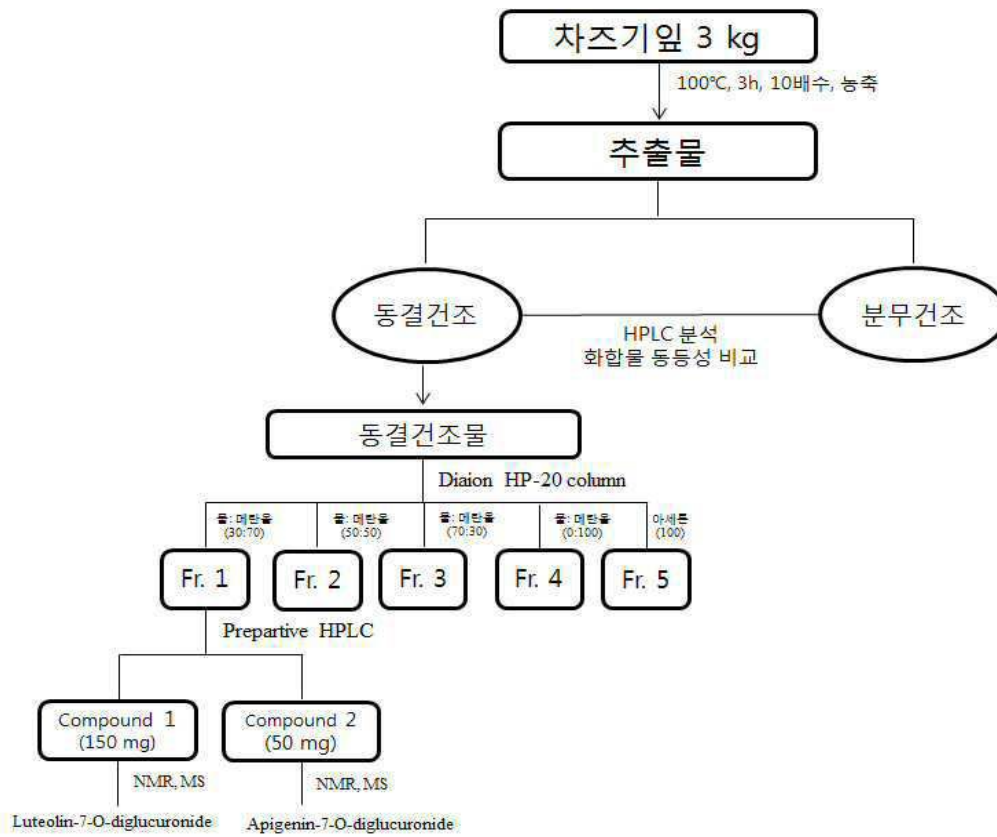 차즈기잎 3 kg
100℃, 3h, 10배수, 농축
추출물
동결건조
분무건조
HPLC 분석
화합물 동등성 비교
동결건조물
Diaion HP-20 column
물: 메탄올
(30:70)
물: 메탄올
(50:50)
물: 메탄올
(70:30)
물: 메탄올
(0:100)
아세톤
(100)
Fr. 1
Fr. 2
Fr. 3
Fr. 4
Fr. 5
Prepartive HPLC
Compound 1
(150 mg)
Compound 2
(50 mg)
NMR, MS
NMR, MS
Luteolin-7-O-diglucuronide
Apigenin-7-O-diglucuronide